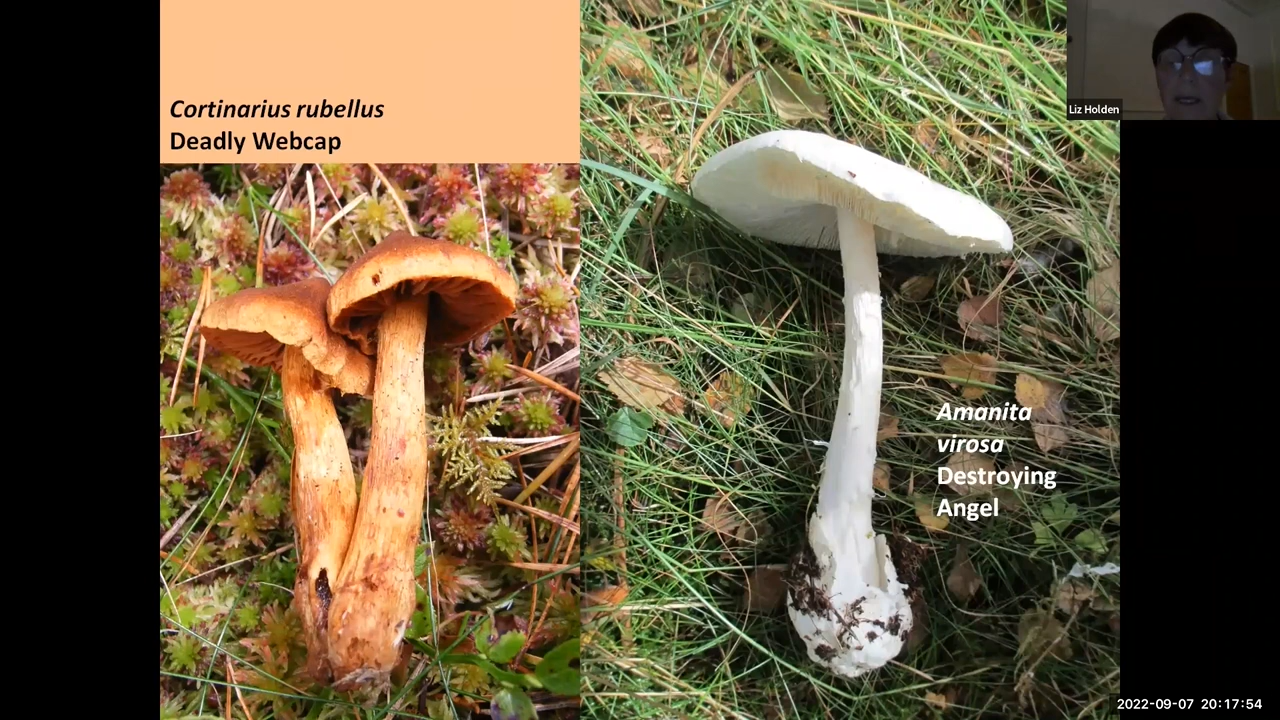 Cortinarius rubellus
Deadly Webcap
Liz Holden
Amanita
virosa
Destroying
Angel
2022-09-07 20:17:54